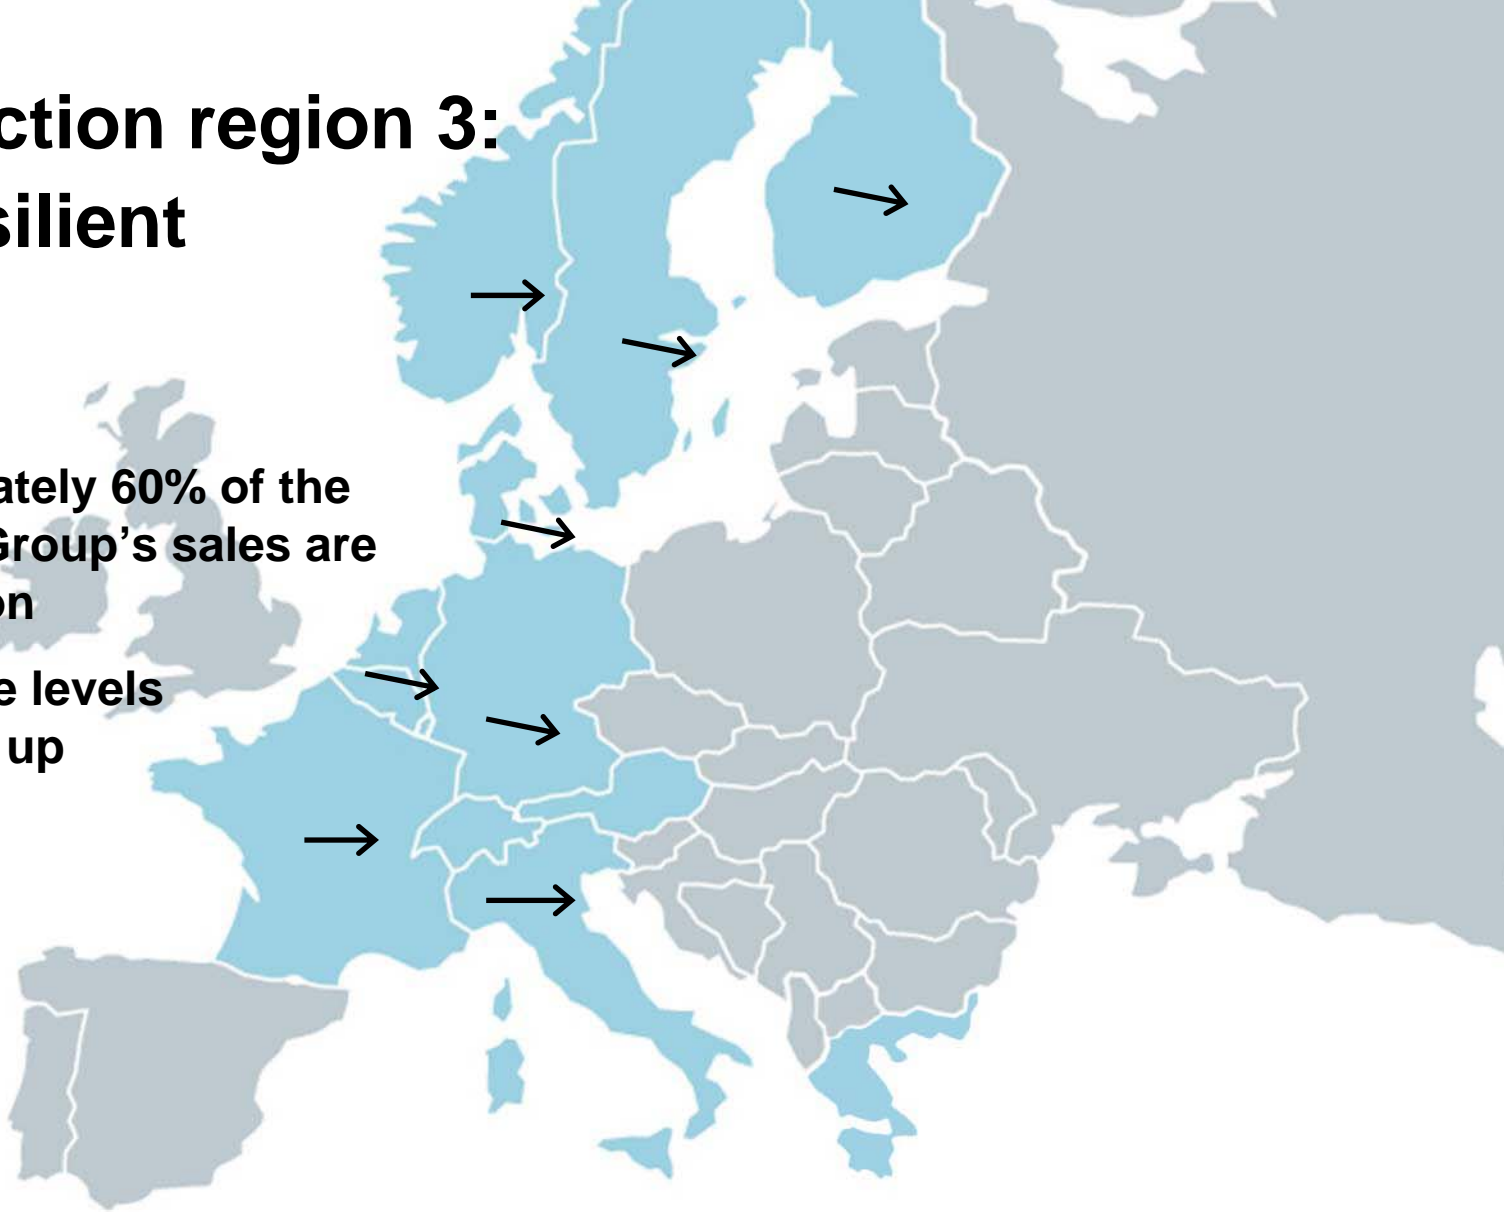 ction region 3:
silient
ately 60% of the
Group’s sales are
on
e levels
up